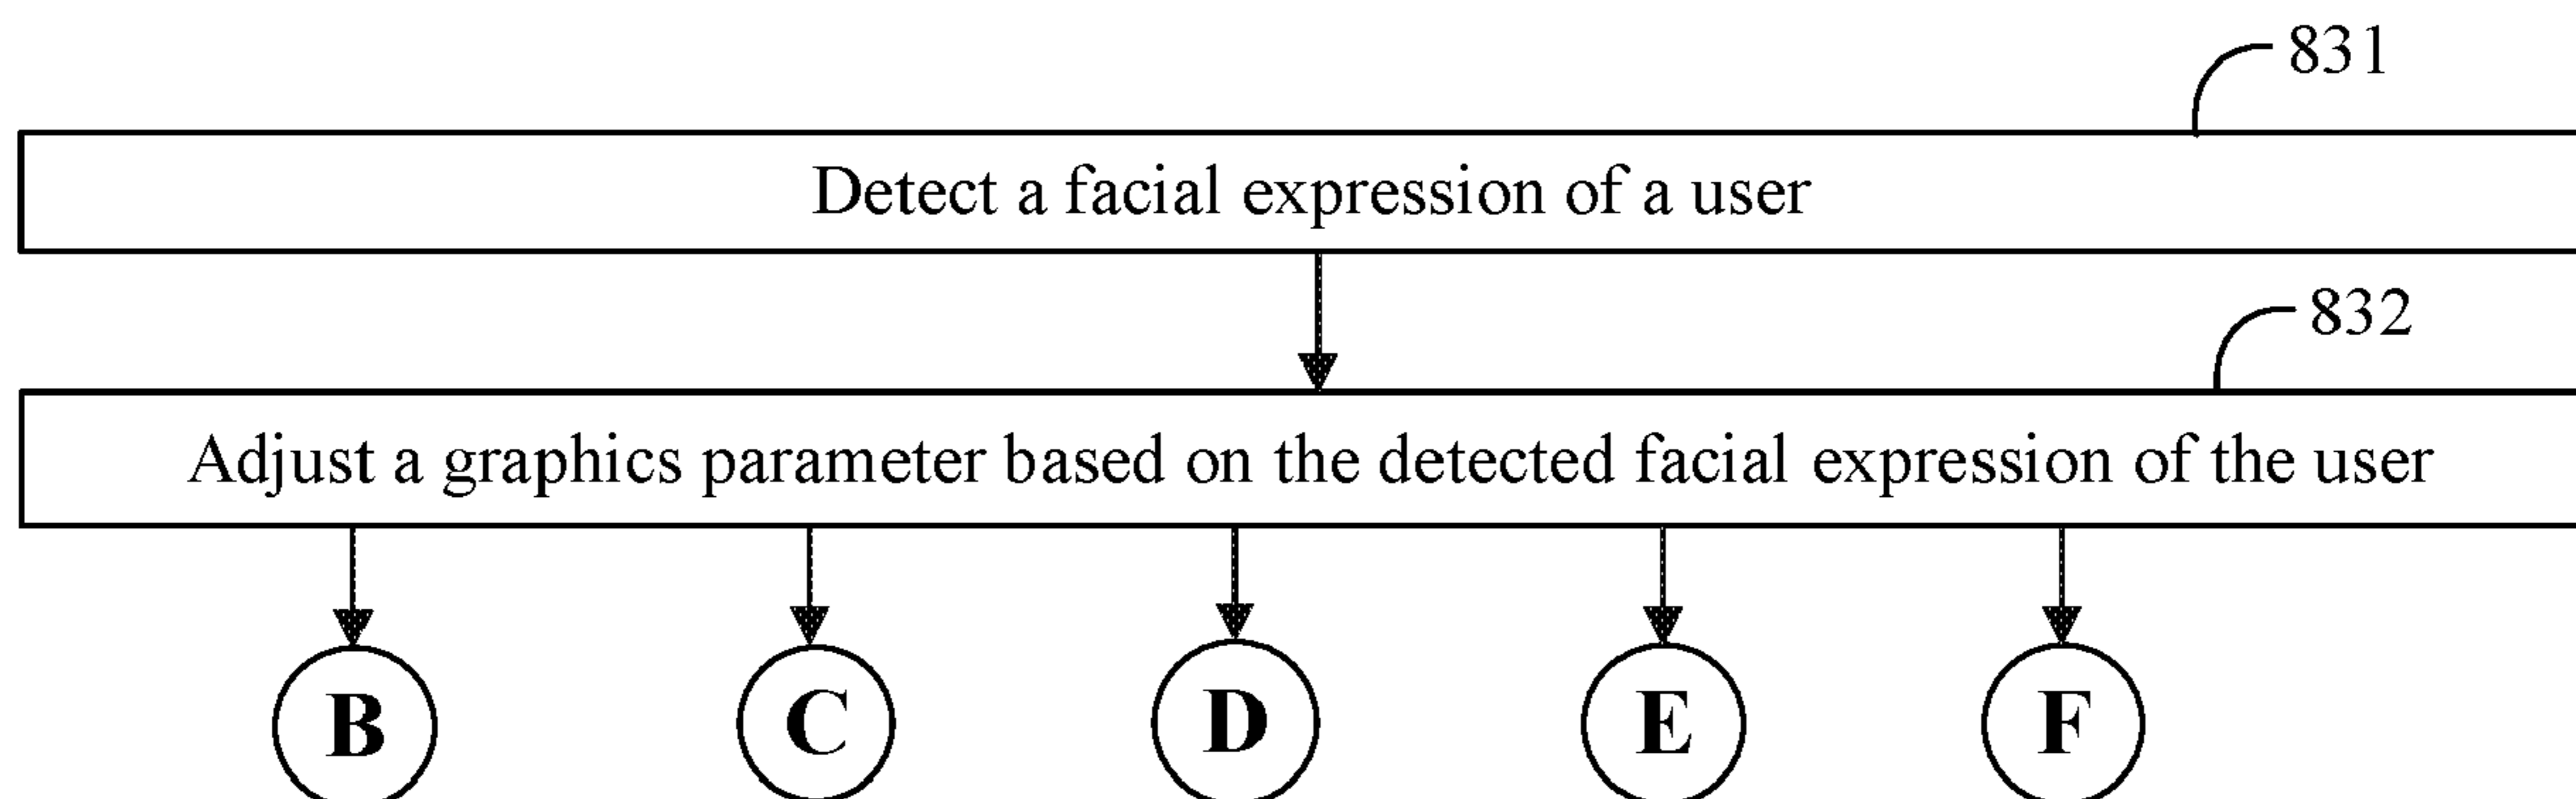 831
Detect a facial expression of a user
832
Adjust a graphics parameter based on the detected facial expression of the user
B C D E F